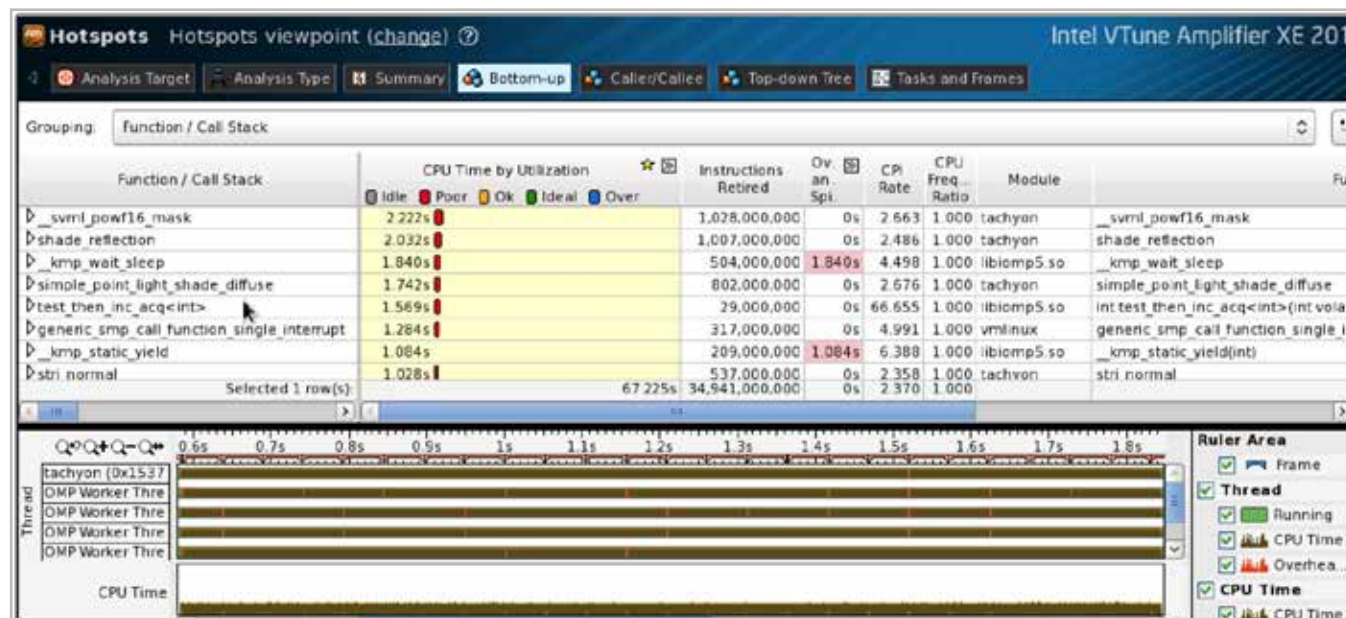 Hotspots Hotspots viewpoint (change) ? Intel VTune Amplifier XE 201
Analysis Target Analysis Type Summary Bottom-up Caller/Callee Top-down Tree Tasks and Frames
Grouping: Function / Call Stack
Function / Call Stack CPU Time by Utilization Instructions Retired Ov. an. Spi. CPI Rate CPU Freq... Ratio Module Fu
Idle Poor Ok Ideal Over
__svml_powf16_mask 2.222s 1,028,000,000 0s 2.663 1.000 tachyon __svml_powf16_mask
shade_reflection 2.032s 1,007,000,000 0s 2.486 1.000 tachyon shade_reflection
__kmp_wait_sleep 1.840s 504,000,000 1.840s 4.498 1.000 libiomp5.so __kmp_wait_sleep
simple_point_light_shade_diffuse 1.742s 802,000,000 0s 2.676 1.000 tachyon simple_point_light_shade_diffuse
test_then_inc_acq<int> 1.569s 29,000,000 0s 66.655 1.000 libiomp5.so int test_then_inc_acq<int>(int vola
generic_smp_call_function_single_interrupt 1.284s 317,000,000 0s 4.991 1.000 vmlinux generic_smp_call_function_single_i
__kmp_static_yield 1.084s 209,000,000 1.084s 6.388 1.000 libiomp5.so __kmp_static_yield(int)
stri_normal 1.028s 537,000,000 0s 2.358 1.000 tachyon stri_normal
Selected 1 row(s): 67.225s 34,941,000,000 0s 2.370 1.000
0.6s 0.7s 0.8s 0.9s 1s 1.1s 1.2s 1.3s 1.4s 1.5s 1.6s 1.7s 1.8s Ruler Area
Frame
tachyon (0x1537
Thread
OMP Worker Thre
Thread
OMP Worker Thre
Running
OMP Worker Thre
CPU Time
OMP Worker Thre
Overhea...
CPU Time
CPU Time
CPU Time